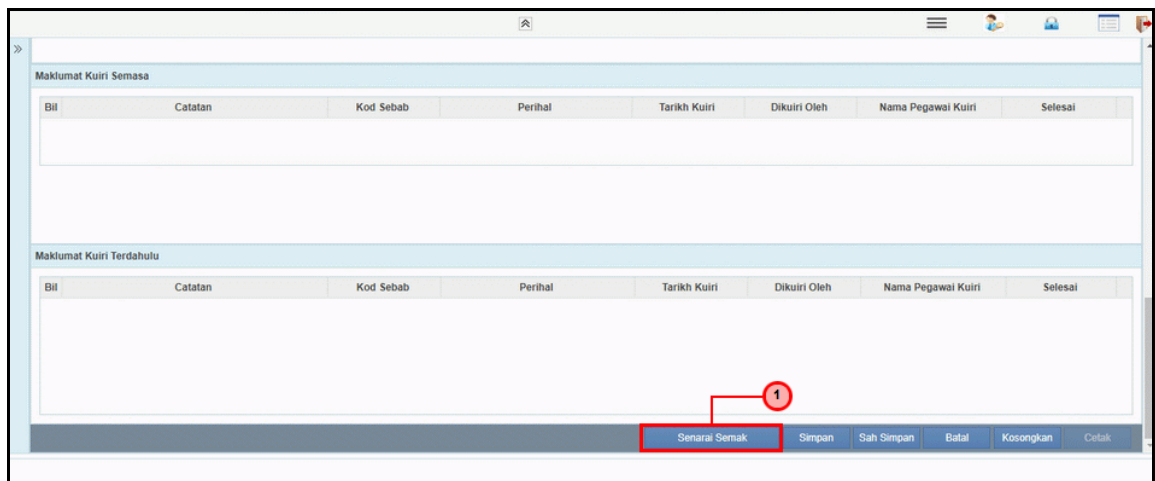 Maklumat Kuiri Semasa
Bil Catatan Kod Sebab Perihal Tarikh Kuiri Dikuiri Oleh Nama Pegawai Kuiri Selesai
Maklumat Kuiri Terdahulu
Bil Catatan Kod Sebab Perihal Tarikh Kuiri Dikuiri Oleh Nama Pegawai Kuiri Selesai
1
Senarai Semak Simpan Sah Simpan Batal Kosongkan Cetak